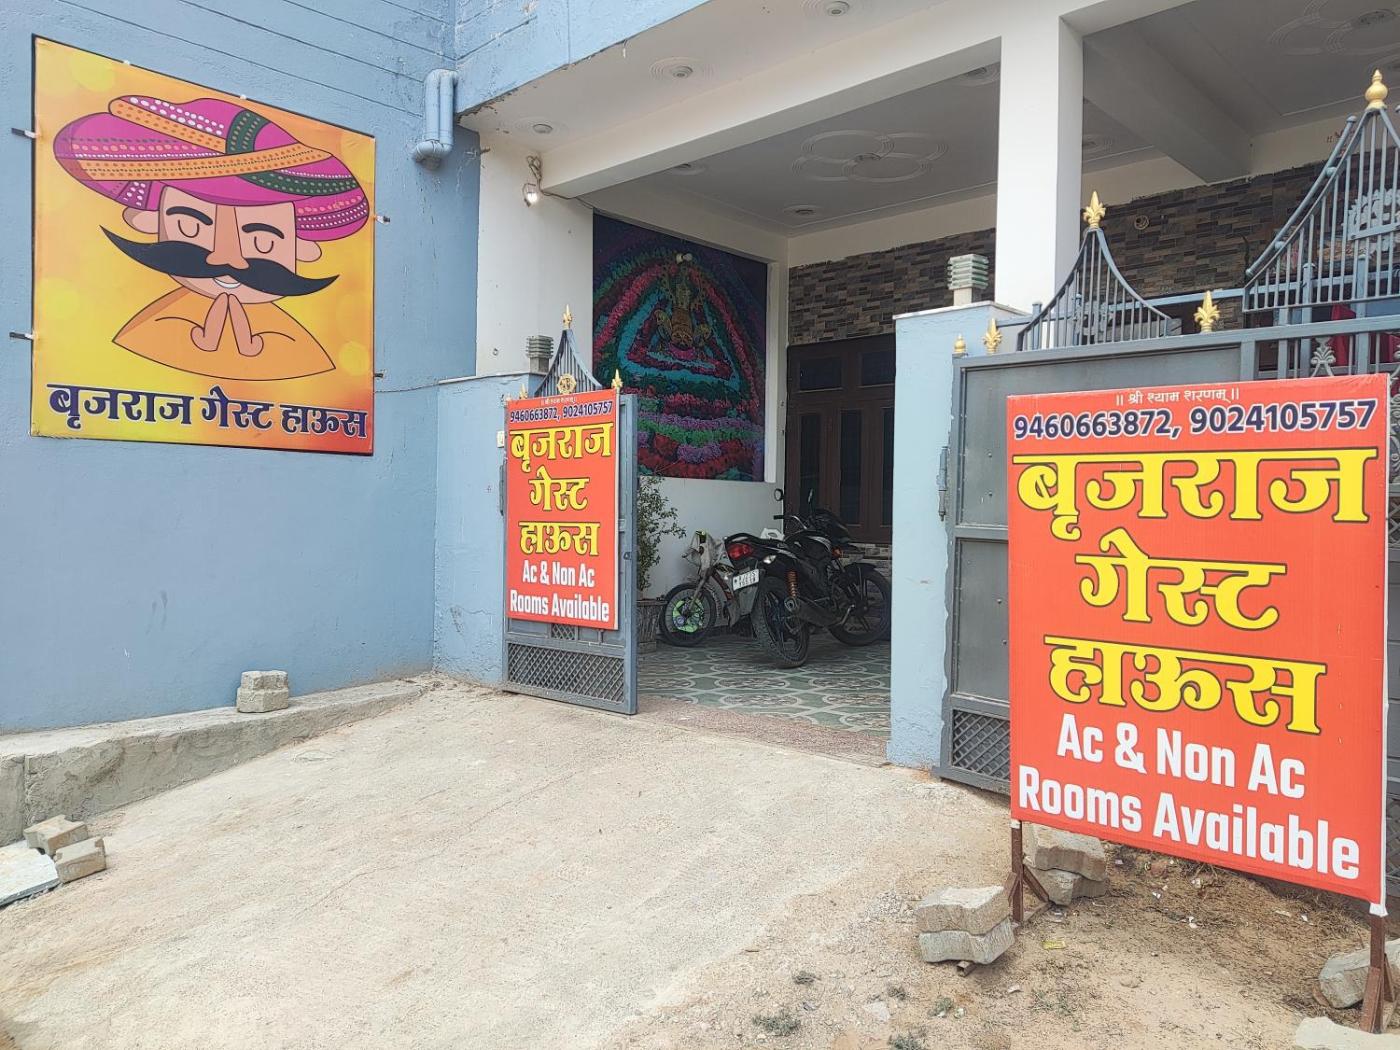 बृजराज गेस्ट हाऊस
9460663872, 9024105757
बृजराज
गेस्ट
हाऊस
Ac & Non Ac
Rooms Available
॥ श्री श्याम शरणम् ॥
9460663872, 9024105757
बृजराज
गेस्ट
हाऊस
Ac & Non Ac
Rooms Available